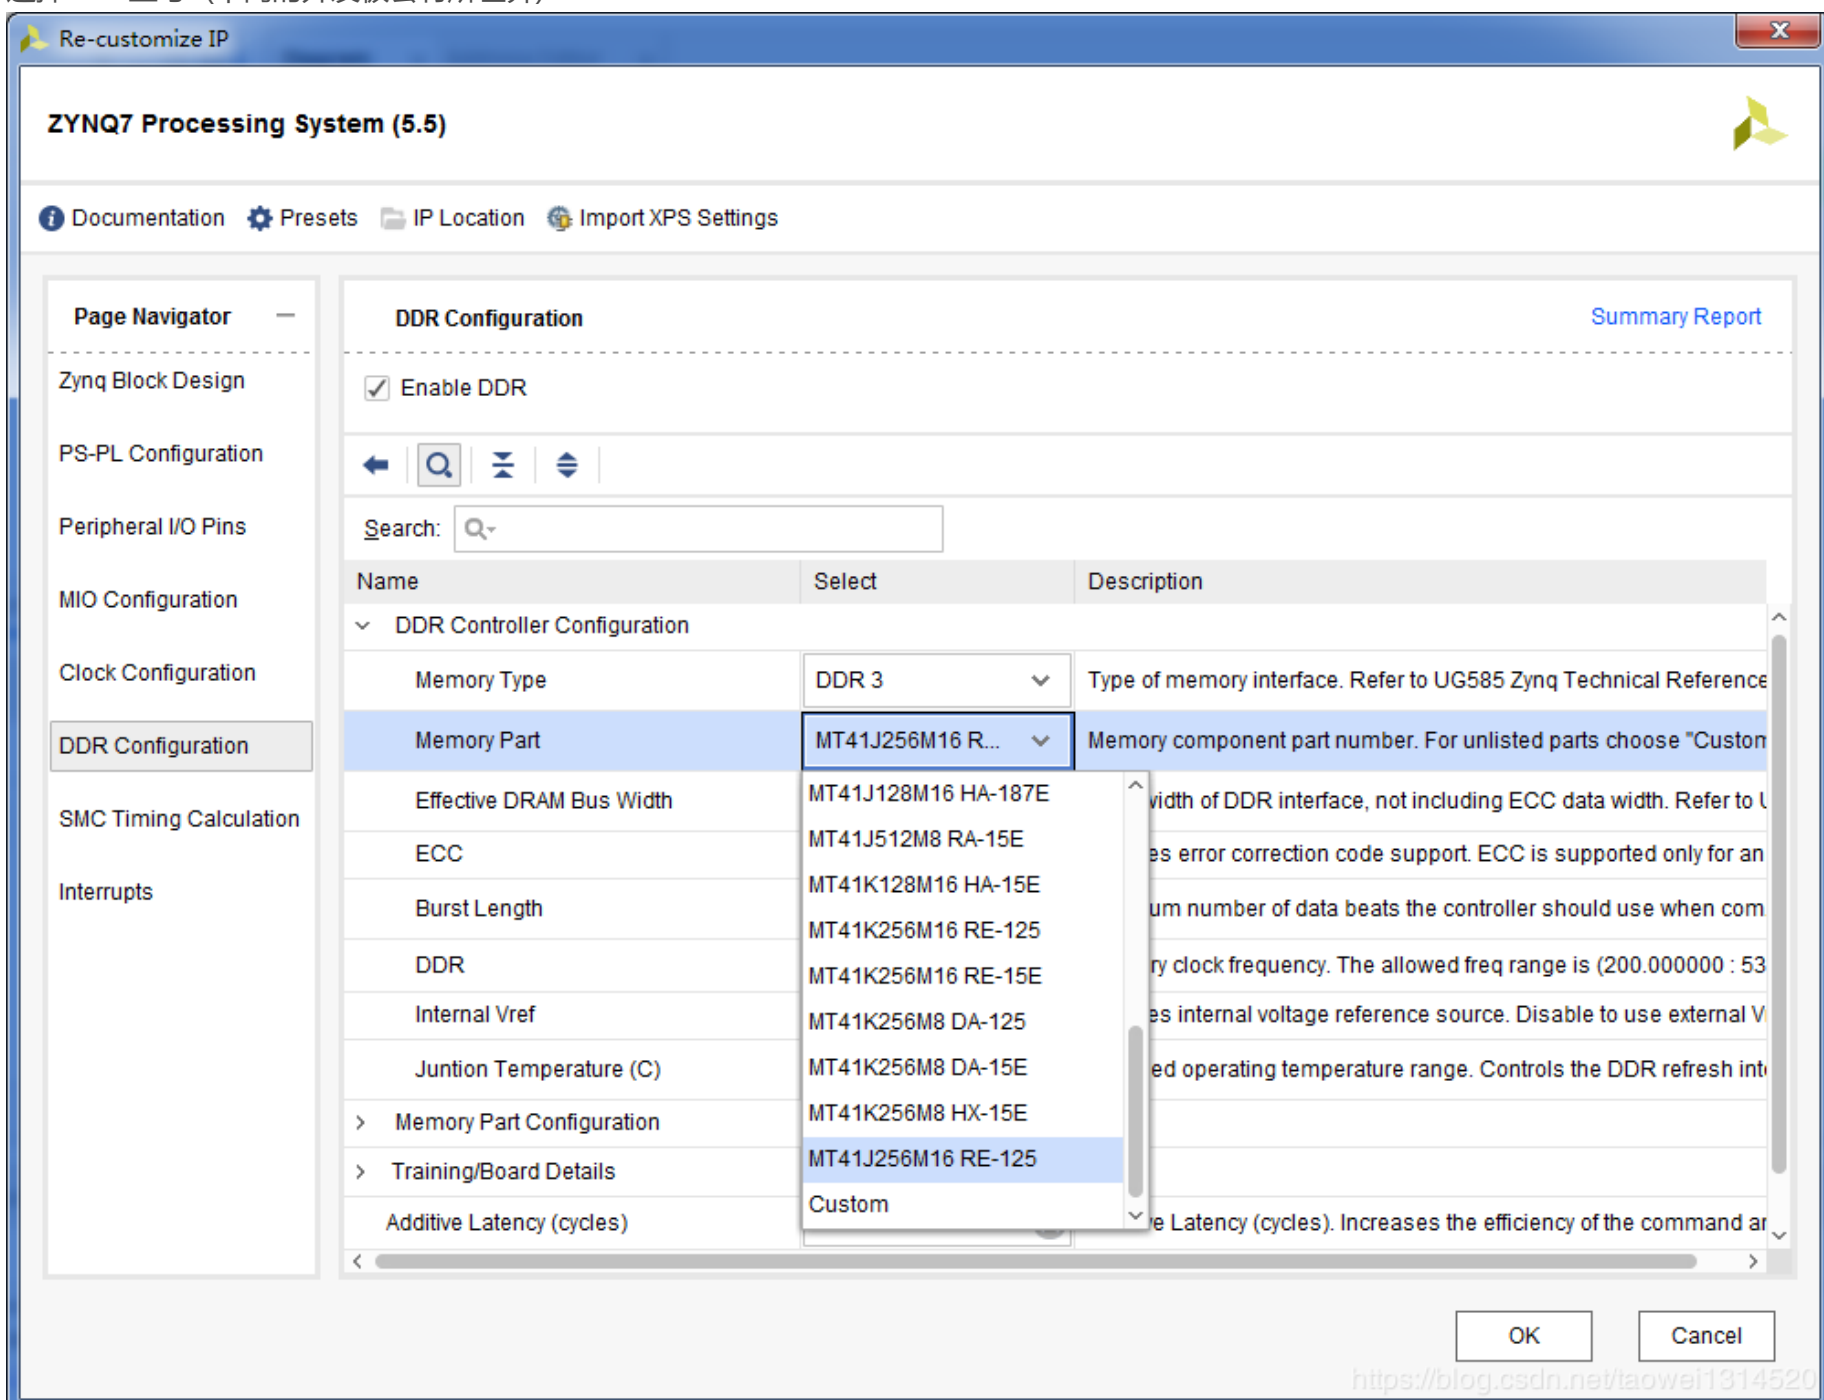 Re-customize IP
ZYNQ7 Processing System (5.5)
Documentation Presets IP Location Import XPS Settings
Page Navigator
Zynq Block Design
PS-PL Configuration
Peripheral I/O Pins
MIO Configuration
Clock Configuration
DDR Configuration
SMC Timing Calculation
Interrupts
DDR Configuration
Summary Report
Enable DDR
Search:
Name Select Description
DDR Controller Configuration
Memory Type DDR 3 Type of memory interface. Refer to UG585 Zynq Technical Reference
Memory Part MT41J256M16 R... Memory component part number. For unlisted parts choose "Custom
Effective DRAM Bus Width width of DDR interface, not including ECC data width. Refer to
ECC es error correction code support. ECC is supported only for an
Burst Length um number of data beats the controller should use when com
DDR ry clock frequency. The allowed freq range is (200.000000 : 53
Internal Vref es internal voltage reference source. Disable to use external
Juntion Temperature (C) ed operating temperature range. Controls the DDR refresh int
Memory Part Configuration
Training/Board Details
Additive Latency (cycles) e Latency (cycles). Increases the efficiency of the command ar
MT41J128M16 HA-187E
MT41J512M8 RA-15E
MT41K128M16 HA-15E
MT41K256M16 RE-125
MT41K256M16 RE-15E
MT41K256M8 DA-125
MT41K256M8 DA-15E
MT41K256M8 HX-15E
MT41J256M16 RE-125
Custom
OK Cancel
https://blog.csdn.net/taowei1314520